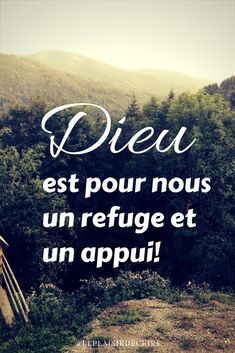 Dieu
est pour nous
un refuge et
un appui!
@LEPLAISIRDECRIRE